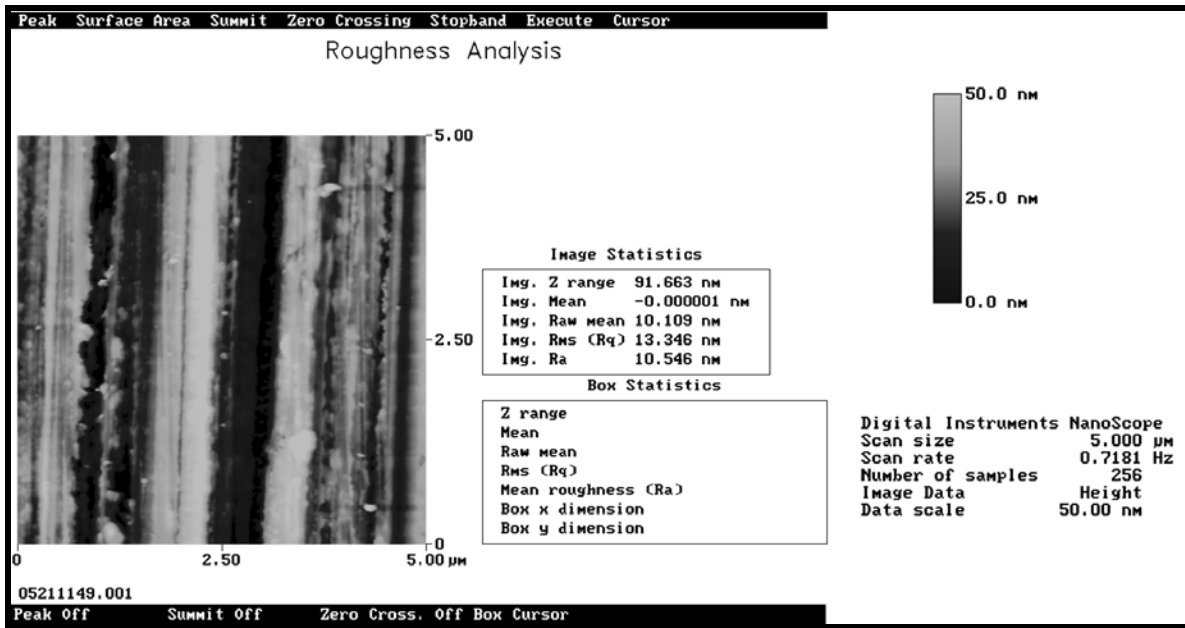 Peak Surface Area Summit Zero Crossing Stopband Execute Cursor
Roughness Analysis
50.0 nM
25.0 nM
0.0 nM
5.00
2.50
0
0 2.50 5.00 µM
Image Statistics
Img. Z range 91.663 nM
Img. Mean -0.000001 nM
Img. Raw mean 10.109 nM
Img. Rms (Rq) 13.346 nM
Img. Ra 10.546 nM
Box Statistics
Z range
Mean
Raw mean
Rms (Rq)
Mean roughness (Ra)
Box x dimension
Box y dimension
Digital Instruments NanoScope
Scan size 5.000 µM
Scan rate 0.7181 Hz
Number of samples 256
Image Data Height
Data scale 50.00 nM
05211149.001
Peak Off Summit Off Zero Cross. Off Box Cursor